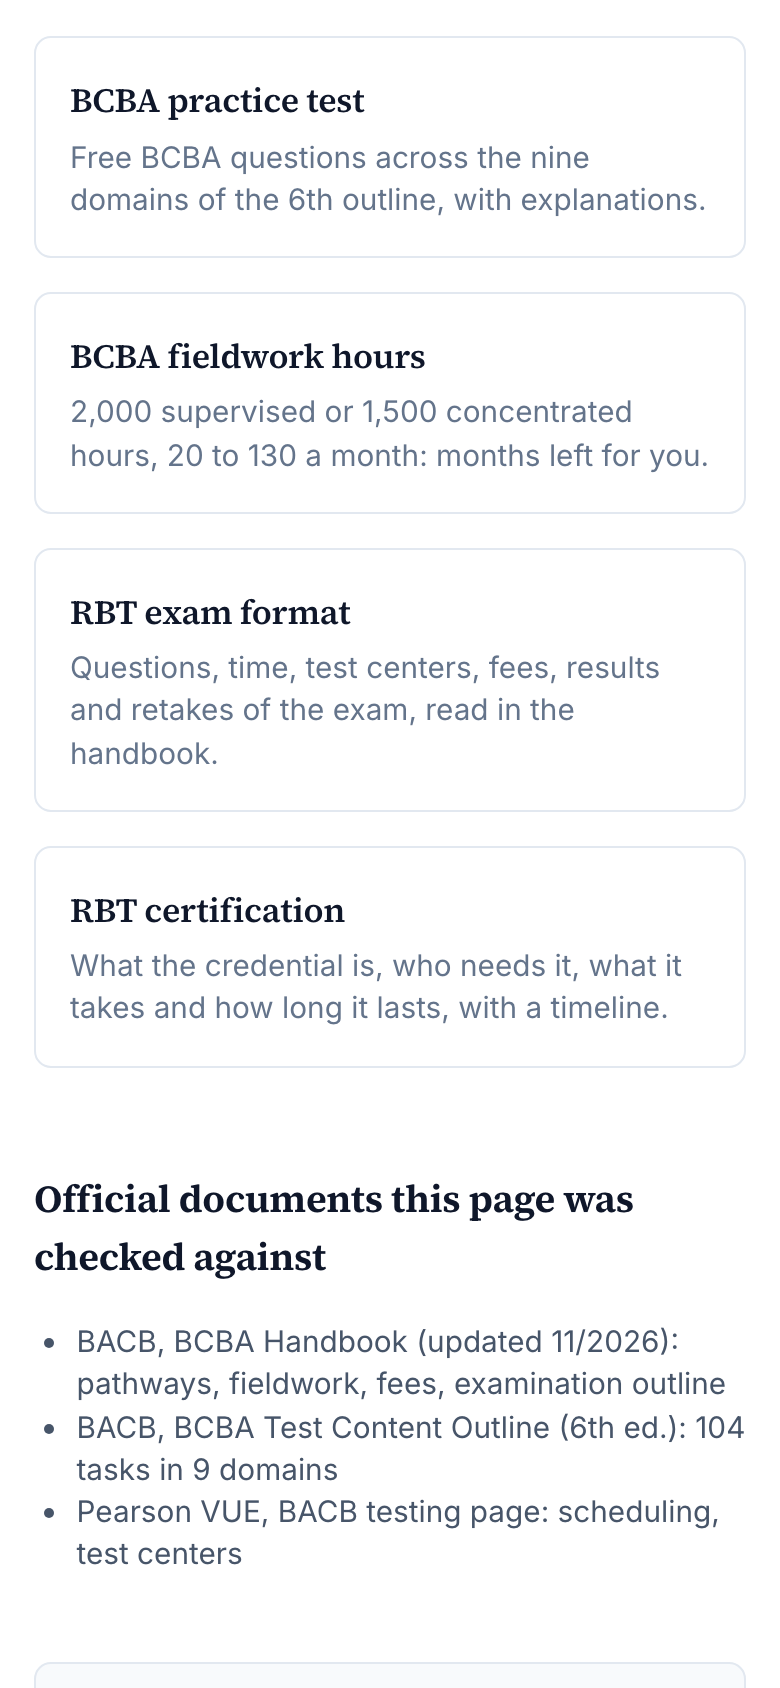 BCBA practice test
Free BCBA questions across the nine
domains of the 6th outline, with explanations.
BCBA fieldwork hours
2,000 supervised or 1,500 concentrated
hours, 20 to 130 a month: months left for you.
RBT exam format
Questions, time, test centers, fees, results
and retakes of the exam, read in the
handbook.
RBT certification
What the credential is, who needs it, what it
takes and how long it lasts, with a timeline.
Official documents this page was
checked against
• BACB, BCBA Handbook (updated 11/2026):
pathways, fieldwork, fees, examination outline
• BACB, BCBA Test Content Outline (6th ed.): 104
tasks in 9 domains
• Pearson VUE, BACB testing page: scheduling,
test centers